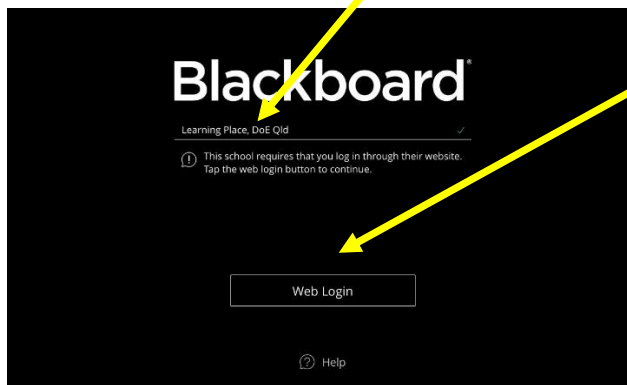 Blackboard®
Learning Place, DoE Qld
This school requires that you log in through their website.
Tap the web login button to continue.
Web Login
Help